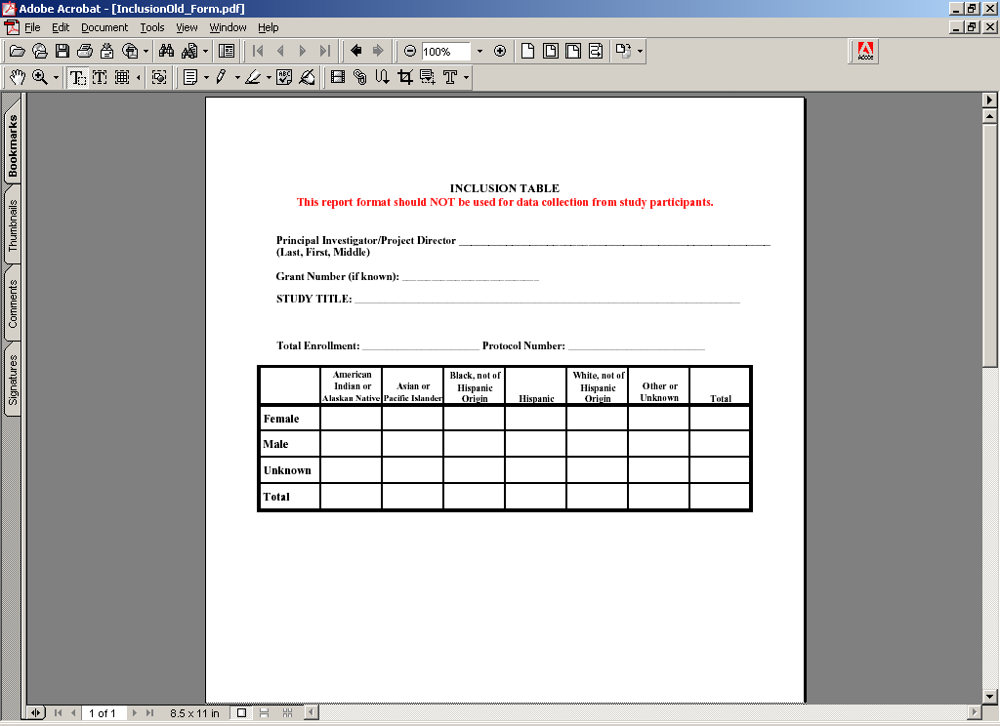 Adobe Acrobat - [InclusionOld_Form.pdf]
File Edit Document Tools View Window Help
100%
Adobe
Bookmarks
Thumbnails
Comments
Signatures
INCLUSION TABLE
This report format should NOT be used for data collection from study participants.
Principal Investigator/Project Director
(Last, First, Middle)
Grant Number (if known):
STUDY TITLE:
Total Enrollment: Protocol Number:
American Indian or Alaskan Native
Asian or Pacific Islander
Black, not of Hispanic Origin
Hispanic
White, not of Hispanic Origin
Other or Unknown
Total
Female
Male
Unknown
Total
1 of 1 8.5 x 11 in